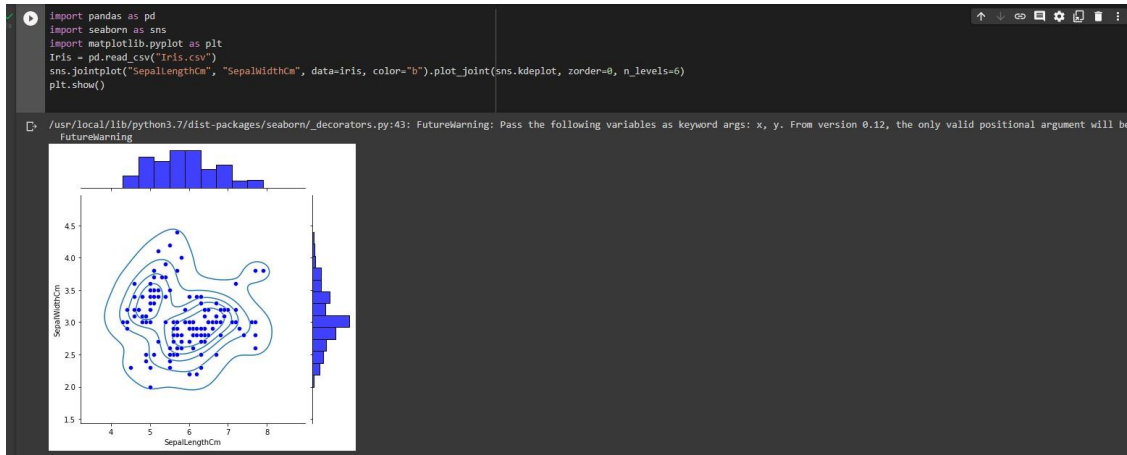 import pandas as pd
import seaborn as sns
import matplotlib.pyplot as plt
Iris = pd.read_csv("Iris.csv")
sns.jointplot("SepalLengthCm", "SepalWidthCm", data=iris, color="b").plot_joint(sns.kdeplot, zorder=0, n_levels=6)
plt.show()
/usr/local/lib/python3.7/dist-packages/seaborn/_decorators.py:43: FutureWarning: Pass the following variables as keyword args: x, y. From version 0.12, the only valid positional argument will be
FutureWarning
4.5
4.0
3.5
3.0
2.5
2.0
1.5
SepalWidthCm
4 5 6 7 8
SepalLengthCm